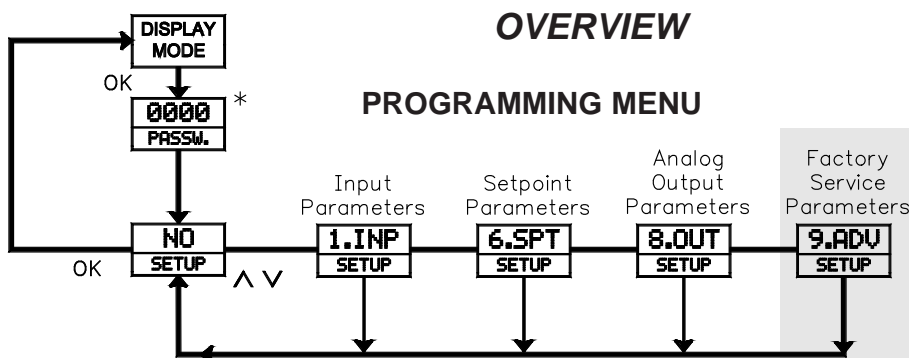 OVERVIEW
DISPLAY
MODE
OK
0000
PASSW.
*
PROGRAMMING MENU
Input
Parameters
Setpoint
Parameters
Analog
Output
Parameters
Factory
Service
Parameters
NO
SETUP
OK
∧ ∨
1.INP
SETUP
6.SPT
SETUP
8.OUT
SETUP
9.ADV
SETUP